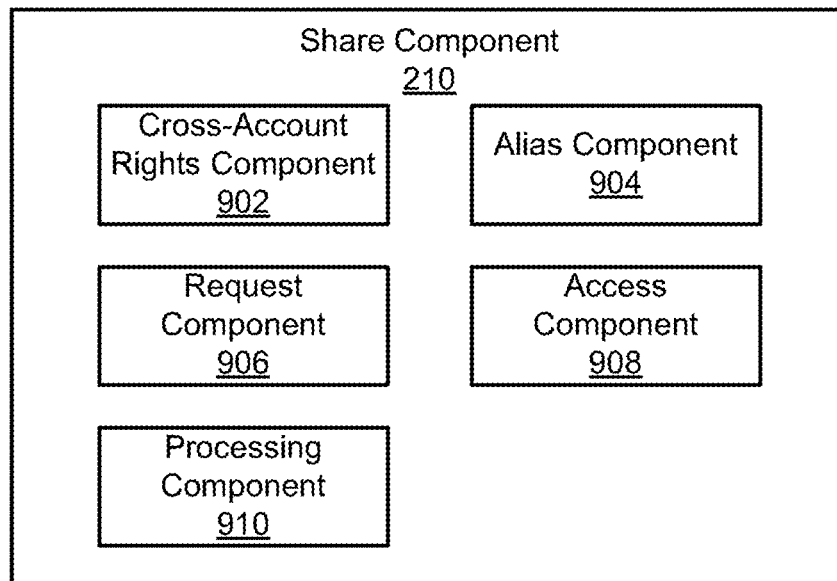 Share Component
210
Cross-Account
Rights Component
902
Alias Component
904
Request
Component
906
Access
Component
908
Processing
Component
910